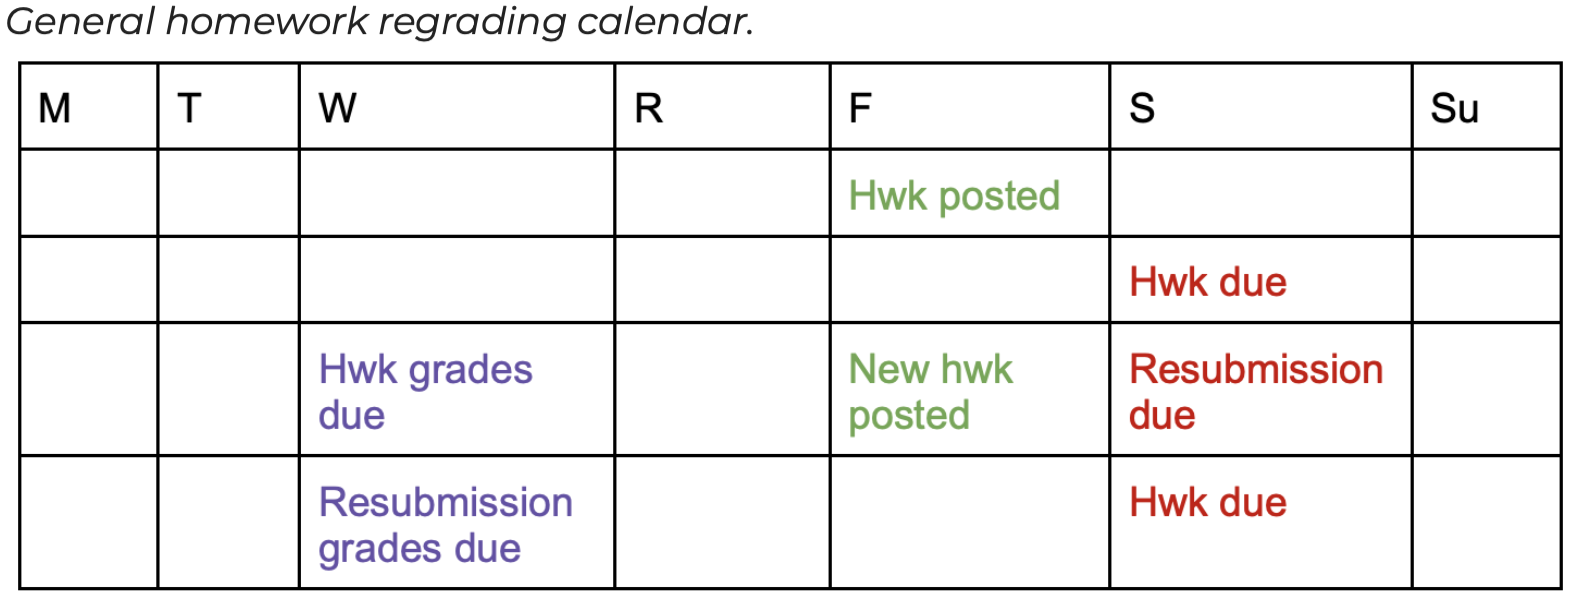 General homework regrading calendar.
M T W R F S Su
Hwk posted
Hwk due
Hwk grades due New hwk posted Resubmission due
Resubmission grades due Hwk due